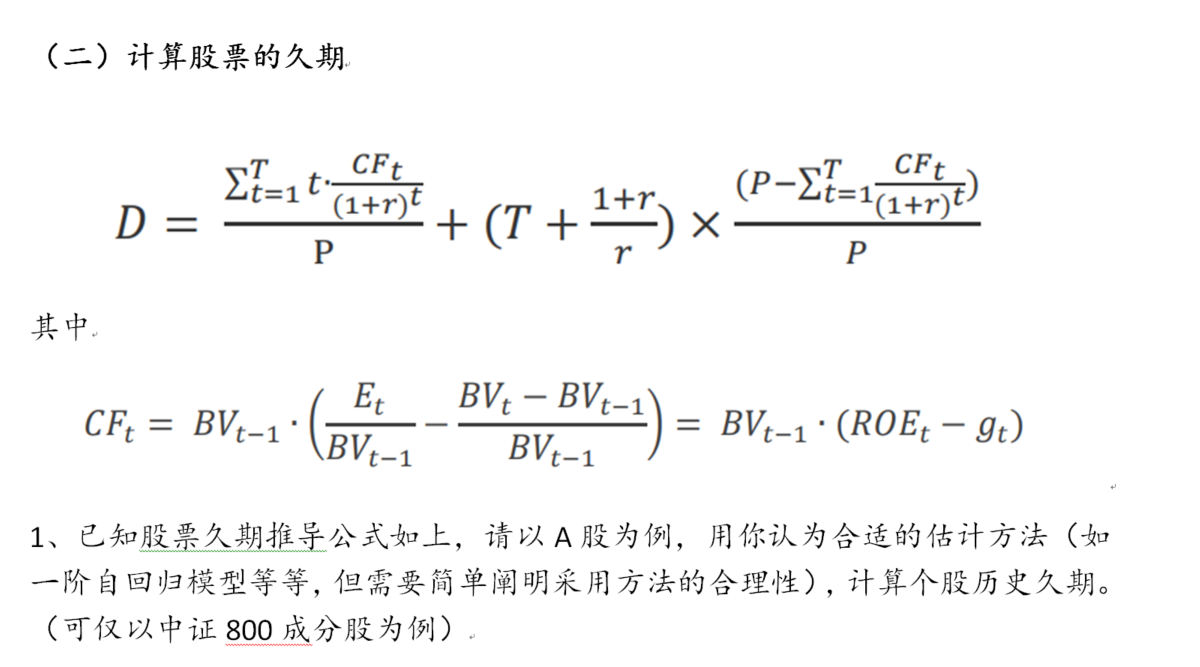 （二）计算股票的久期
D = \frac{\sum_{t=1}^{T} t \cdot \frac{CF_t}{(1+r)^t}}{P} + (T + \frac{1+r}{r}) \times \frac{(P - \sum_{t=1}^{T} \frac{CF_t}{(1+r)^t})}{P}
其中
CF_t = BV_{t-1} \cdot \left( \frac{E_t}{BV_{t-1}} - \frac{BV_t - BV_{t-1}}{BV_{t-1}} \right) = BV_{t-1} \cdot (ROE_t - g_t)
1、已知股票久期推导公式如上，请以 A 股为例，用你认为合适的估计方法（如
一阶自回归模型等等，但需要简单阐明采用方法的合理性），计算个股历史久期。
（可仅以中证 800 成分股为例）